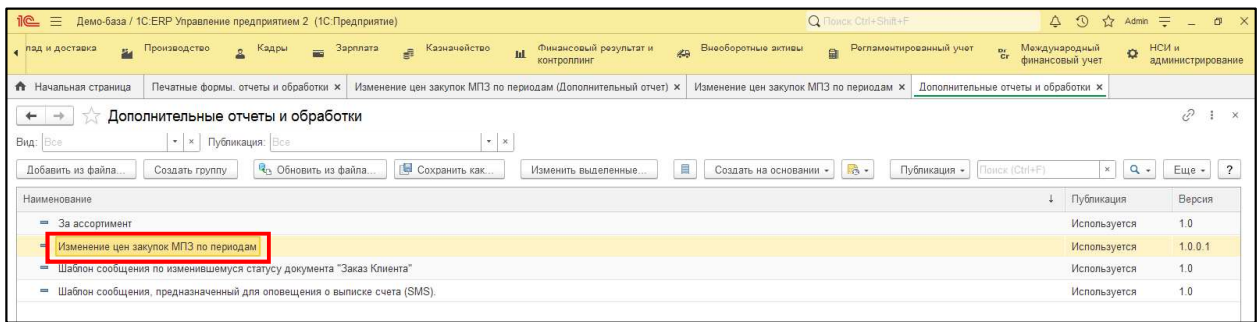 Демо-база / 1С:ERP Управление предприятием 2 (1С:Предприятие) Поиск Ctrl+Shift+F Admin
лад и доставка Производство Кадры Зарплата Казначейство Финансовый результат и контроллинг Внеоборотные активы Регламентированный учет Международный финансовый учет НСИ и администрирование
Начальная страница Печатные формы, отчеты и обработки × Изменение цен закупок МПЗ по периодам (Дополнительный отчет) × Изменение цен закупок МПЗ по периодам × Дополнительные отчеты и обработки ×
Дополнительные отчеты и обработки
Вид: Все Публикация: Все
Добавить из файла... Создать группу Обновить из файла... Сохранить как... Изменить выделенные... Создать на основании Публикация Поиск (Ctrl+F) × Еще ?
Наименование ↓ Публикация Версия
За ассортимент Используется 1.0
Изменение цен закупок МПЗ по периодам Используется 1.0.0.1
Шаблон сообщения по изменившемуся статусу документа "Заказ Клиента" Используется 1.0
Шаблон сообщения, предназначенный для оповещения о выписке счета (SMS). Используется 1.0